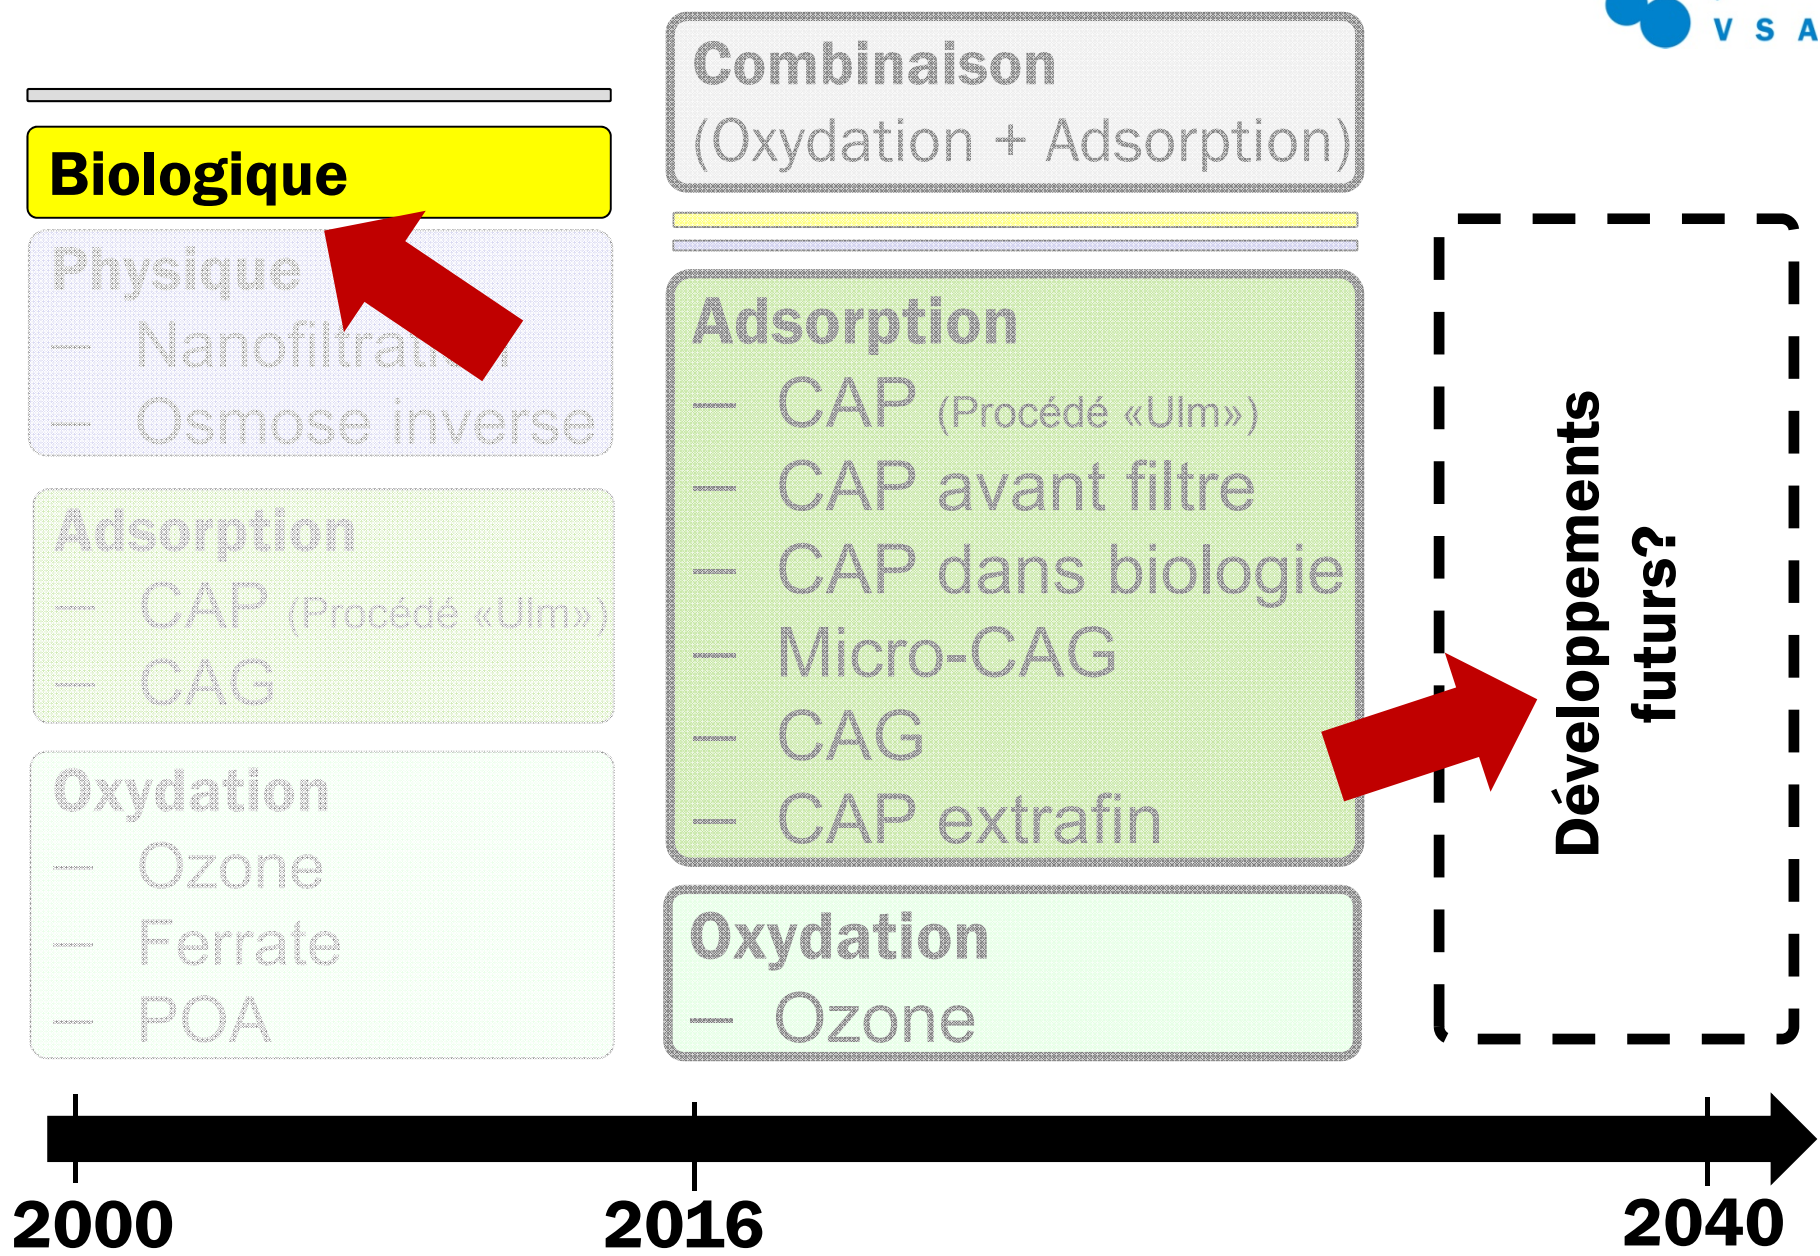 VSA
Biologique
Physique
— Nanofiltration
— Osmose inverse
Adsorption
— CAP (Procédé «Ulm»)
— CAG
Oxydation
— Ozone
— Ferrate
— POA
Combinaison
(Oxydation + Adsorption)
Adsorption
— CAP (Procédé «Ulm»)
— CAP avant filtre
— CAP dans biologie
— Micro-CAG
— CAG
— CAP extrafin
Oxydation
— Ozone
Développements
futurs?
2000
2016
2040